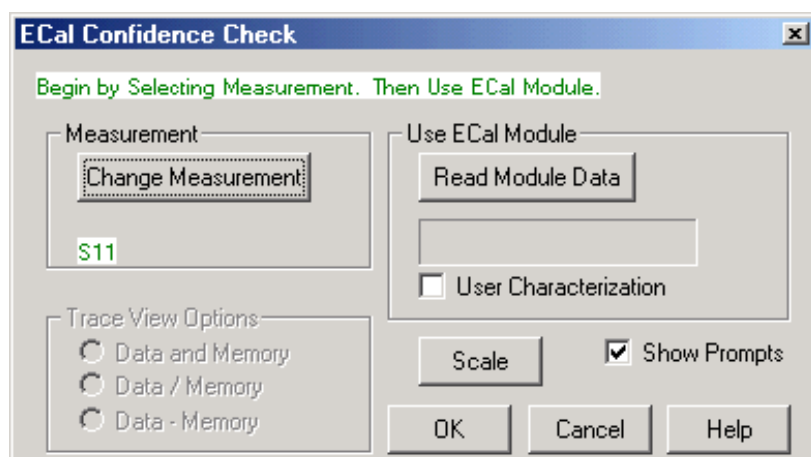 ECal Confidence Check
Begin by Selecting Measurement. Then Use ECal Module.
Measurement
Change Measurement
S11
Use ECal Module
Read Module Data
User Characterization
Trace View Options
Data and Memory
Data / Memory
Data - Memory
Scale
Show Prompts
OK
Cancel
Help